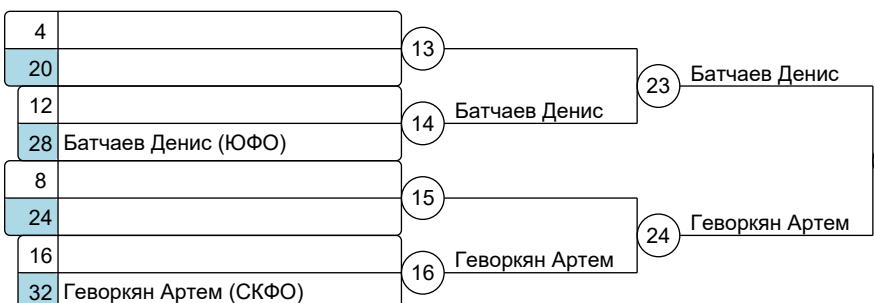 4
20
13
12
28 Батчаев Денис (ЮФО)
14 Батчаев Денис
23 Батчаев Денис
8
24
15
16
32 Геворкян Артем (СКФО)
16 Геворкян Артем
24 Геворкян Артем